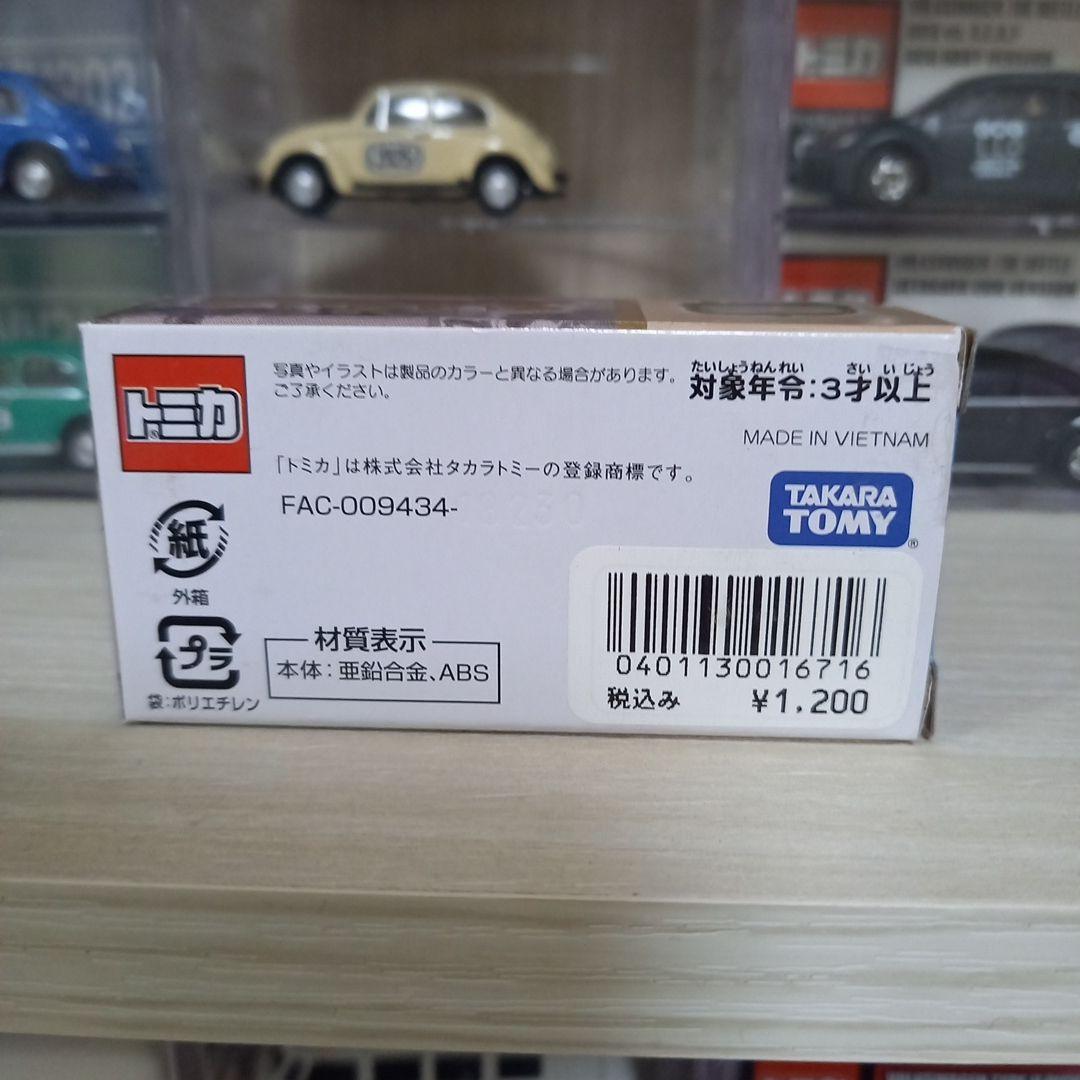 トミカ
トミカ
写真やイラストは製品のカラーと異なる場合があります。
ご了承ください。
たいしょうねんれい さい いじょう
対象年令:3才以上
MADE IN VIETNAM
「トミカ」は株式会社タカラトミーの登録商標です。
FAC-009434-
TAKARA
TOMY
®
紙
外箱
プラ
袋:ポリエチレン
材質表示
本体:亜鉛合金、ABS
0401130016716
税込み ¥1,200